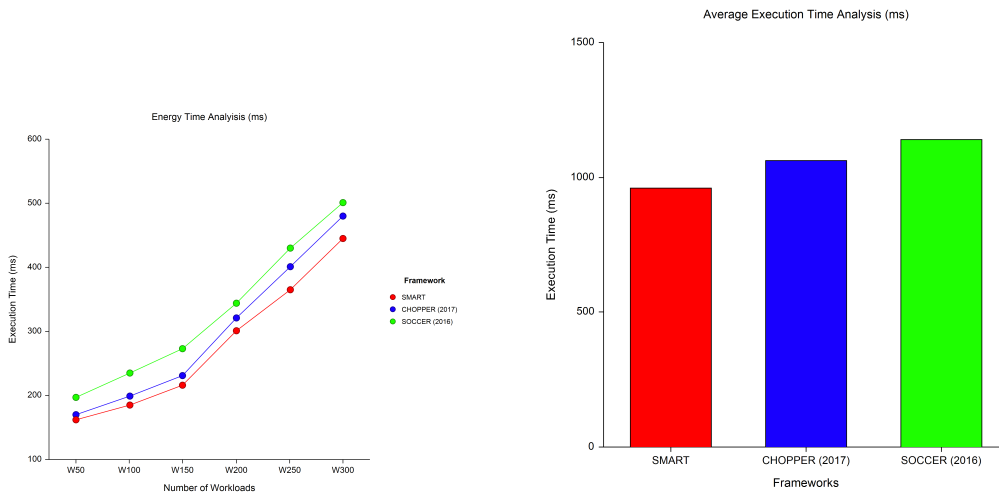 Energy Time Analyisis (ms)
600
500
400
300
200
100
Execution Time (ms)
W50 W100 W150 W200 W250 W300
Number of Workloads
Framework
SMART
CHOPPER (2017)
SOCCER (2016)
Average Execution Time Analysis (ms)
1500
1000
500
0
Execution Time (ms)
SMART CHOPPER (2017) SOCCER (2016)
Frameworks